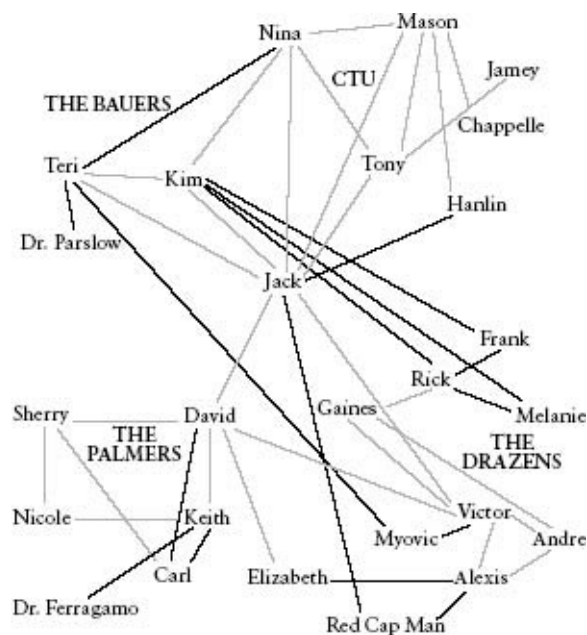 Mason
Nina
Jamey
CTU
THE BAUERS
Chappelle
Teri
Tony
Kim
Hanlin
Dr. Parslow
Jack
Frank
Rick
Gaines
Melanie
Sherry
David
THE
PALMERS
THE
DRAZENS
Nicole
Keith
Victor
Myovic
Andre
Carl
Elizabeth
Alexis
Dr. Ferragamo
Red Cap Man